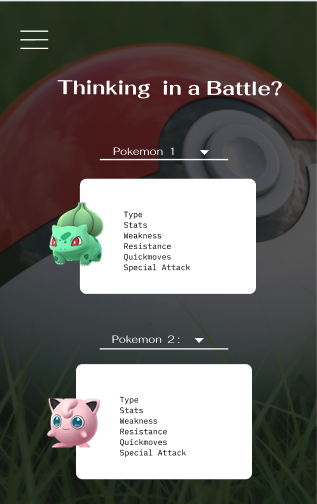 Thinking in a Battle?
Pokemon 1
Type
Stats
Weakness
Resistance
Quickmoves
Special Attack
Pokemon 2:
Type
Stats
Weakness
Resistance
Quickmoves
Special Attack